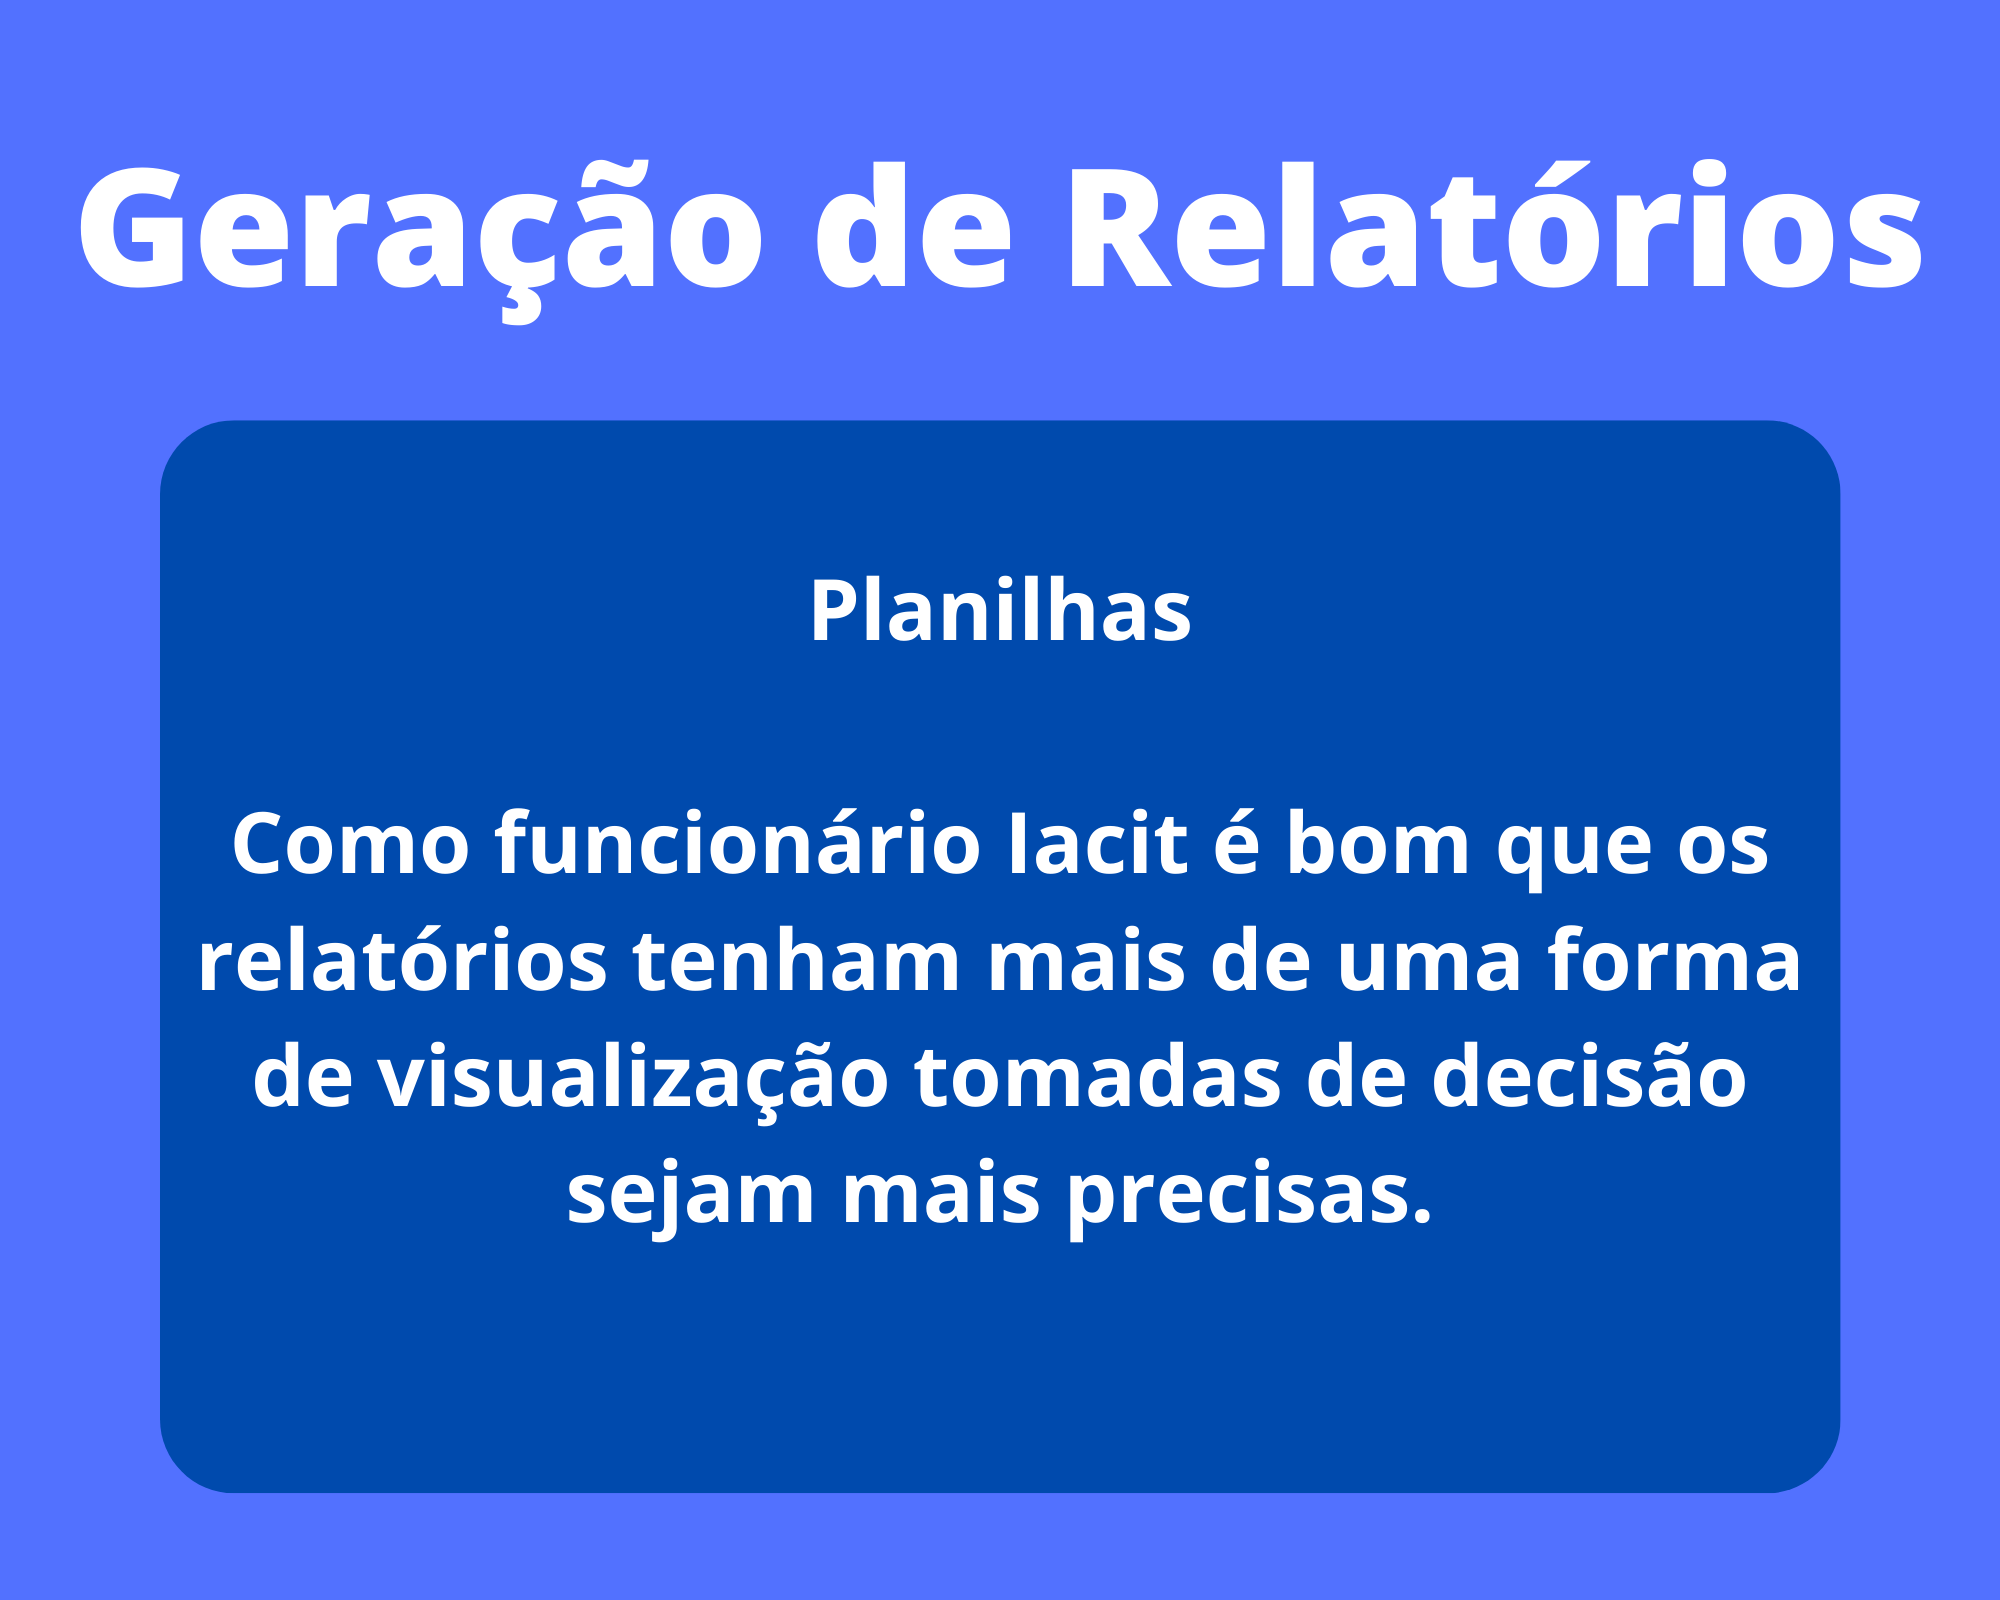 Geração de Relatórios
Planilhas
Como funcionário Iacit é bom que os
relatórios tenham mais de uma forma
de visualização tomadas de decisão
sejam mais precisas.